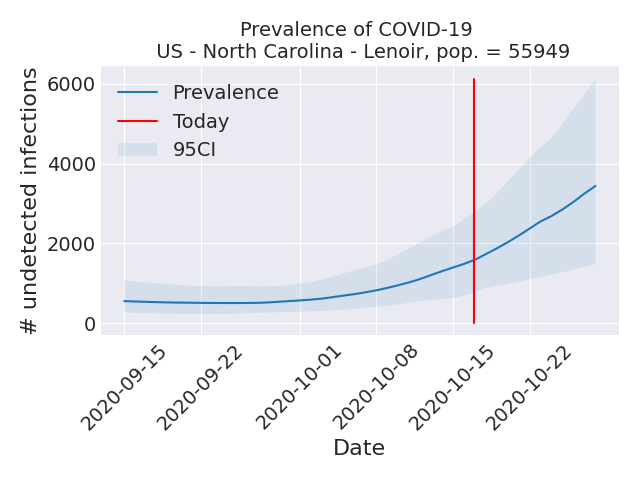 Prevalence of COVID-19
US - North Carolina - Lenoir, pop. = 55949
# undetected infections
6000
4000
2000
0
Prevalence
Today
95CI
2020-09-15
2020-09-22
2020-10-01
2020-10-08
2020-10-15
2020-10-22
Date